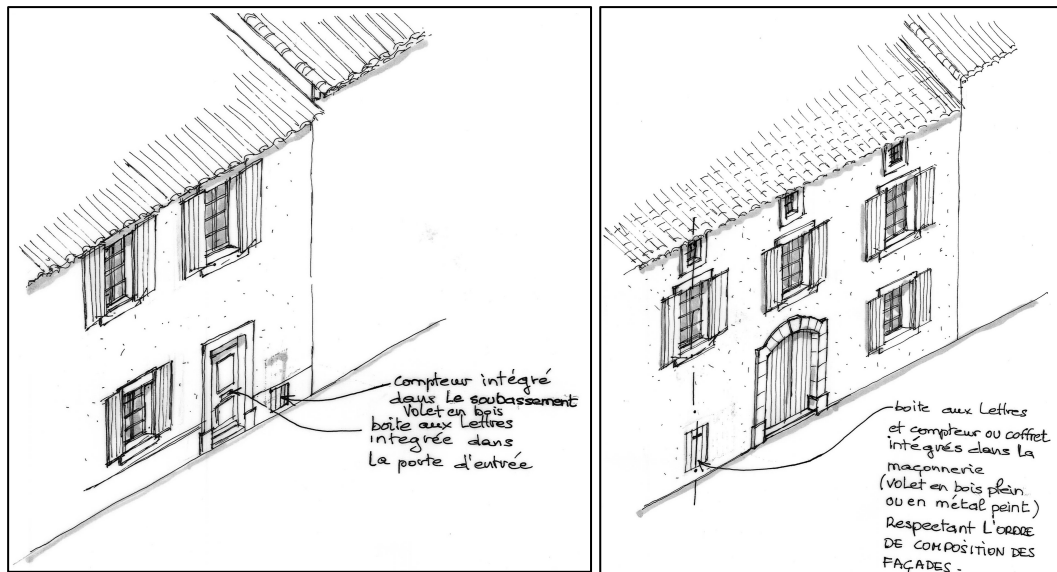 compteur intégré
dans le soubassement
volet en bois
boîte aux lettres
integrée dans
la porte d'entrée
boite aux lettres
et compteur ou coffret
intégrés dans la
maçonnerie
(volet en bois plein
ou en métal peint)
Respectant L'ORDRE
DE COMPOSITION DES
FAÇADES.